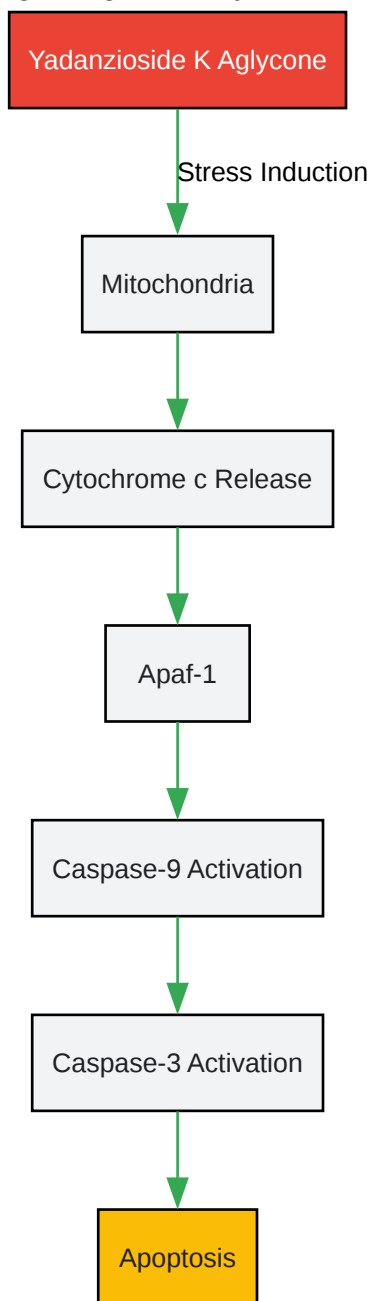 Yadanzioside K Aglycone
Stress Induction
Mitochondria
Cytochrome c Release
Apaf-1
Caspase-9 Activation
Caspase-3 Activation
Apoptosis